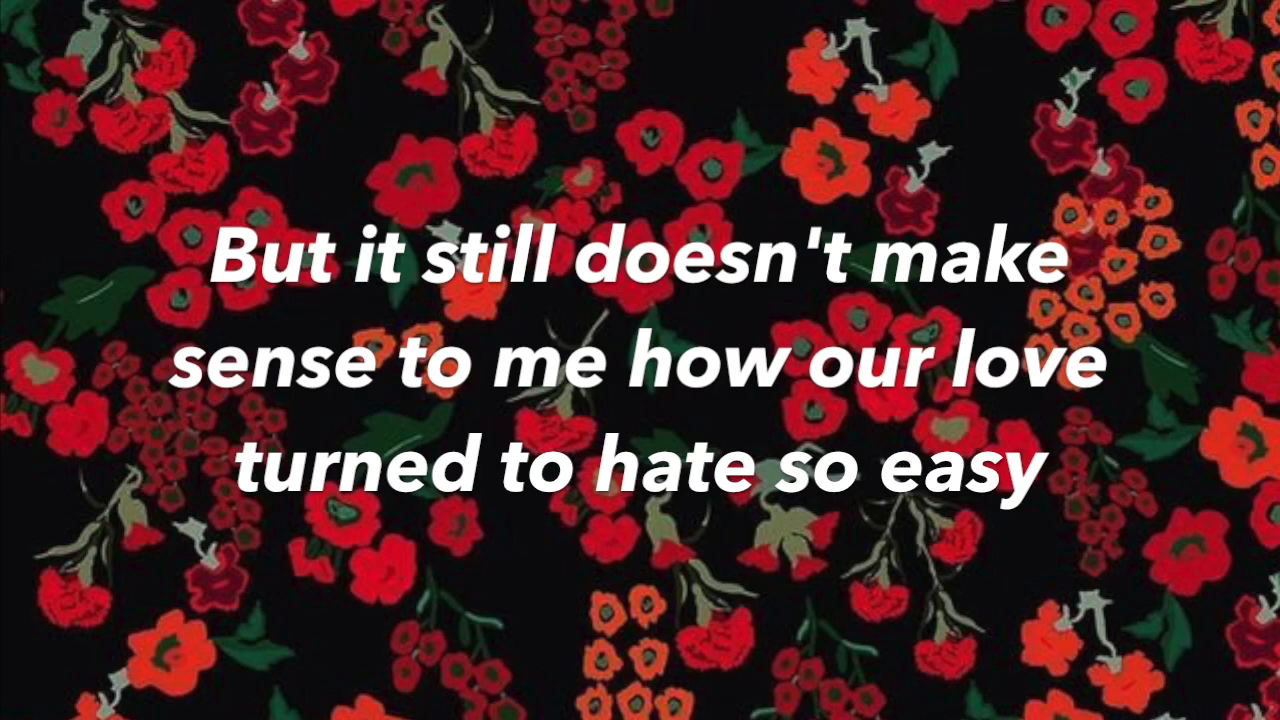 But it still doesn't make
sense to me how our love
turned to hate so easy